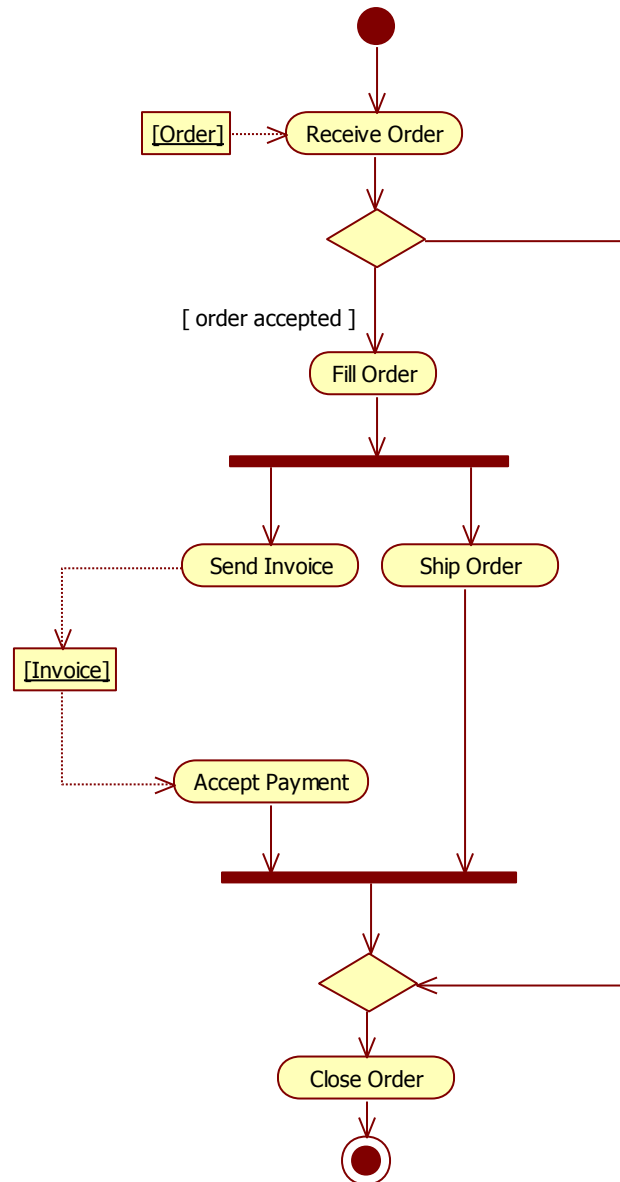 [Order]
Receive Order
[ order accepted ]
Fill Order
Send Invoice
Ship Order
[Invoice]
Accept Payment
Close Order